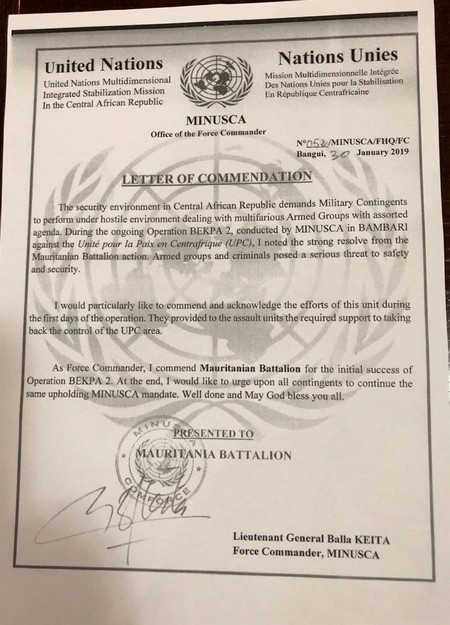 United Nations
United Nations Multidimensional
Integrated Stabilization Mission
In the Central African Republic
Nations Unies
Mission Multidimensionnelle Intégrée
Des Nations Unies pour la Stabilisation
En République Centrafricaine
MINUSCA
Office of the Force Commander
N°052/MINUSCA/FHQ/FC
Bangui, 30 January 2019
LETTER OF COMMENDATION
The security environment in Central African Republic demands Military Contingents
to perform under hostile environment dealing with multifarious Armed Groups with assorted
agenda. During the ongoing Operation BEKPA 2, conducted by MINUSCA in BAMBARI
against the Unité pour la Paix en Centrafrique (UPC), I noted the strong resolve from the
Mauritanian Battalion action. Armed groups and criminals posed a serious threat to safety
and security.
I would particularly like to commend and acknowledge the efforts of this unit during
the first days of the operation. They provided to the assault units the required support to taking
back the control of the UPC area.
As Force Commander, I commend Mauritanian Battalion for the initial success of
Operation BEKPA 2. At the end, I would like to urge upon all contingents to continue the
same upholding MINUSCA mandate. Well done and May God bless you all.
PRESENTED TO
MAURITANIA BATTALION
MINUSCA
COMFORCE
Lieutenant General Balla KEITA
Force Commander, MINUSCA